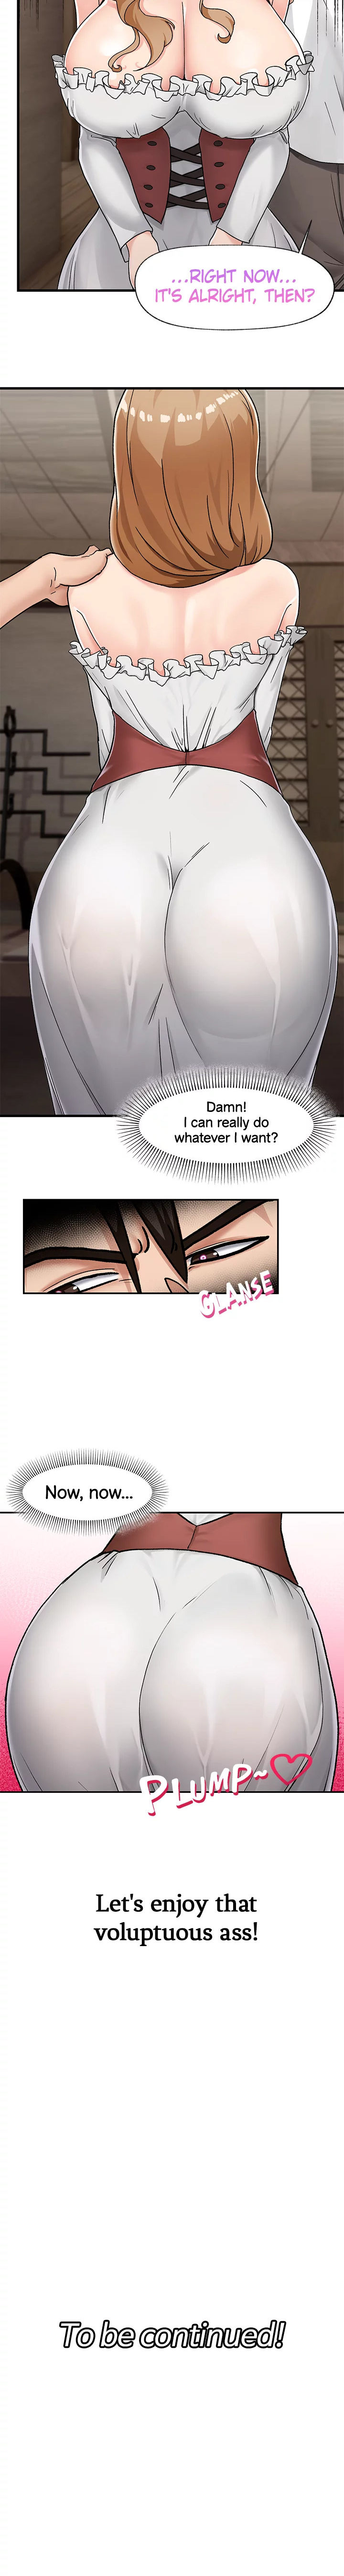 ...RIGHT NOW...
IT'S ALRIGHT, THEN?
Damn!
I can really do
whatever I want?
GLANSE
Now, now...
PLUMP~♡
Let's enjoy that
voluptuous ass!
To be continued!